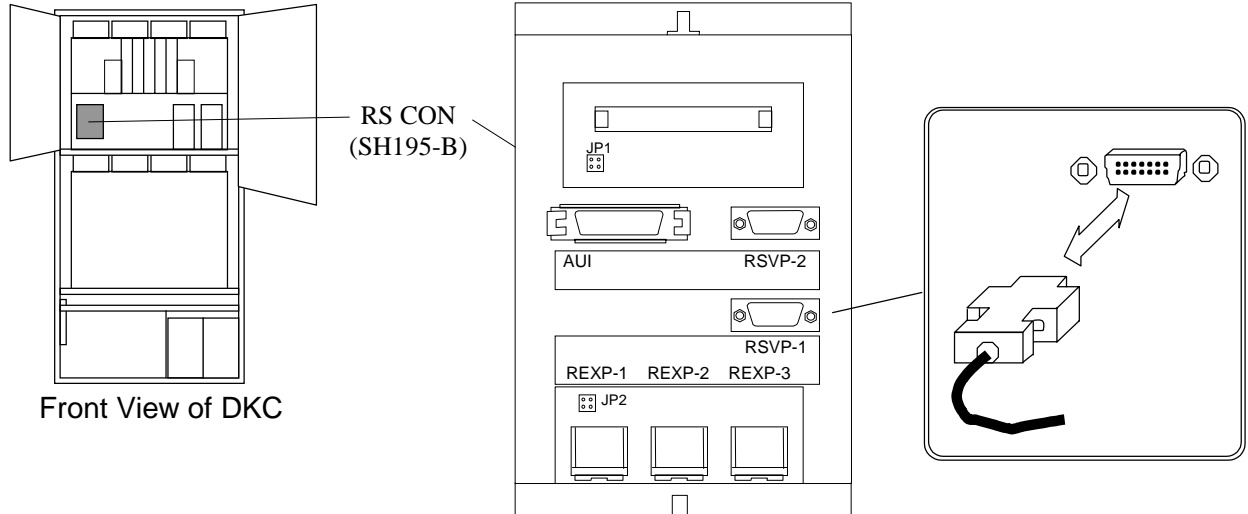 RS CON
(SH195-B)
Front View of DKC
JP1
AUI RSVP-2
RSVP-1
REXP-1 REXP-2 REXP-3
JP2